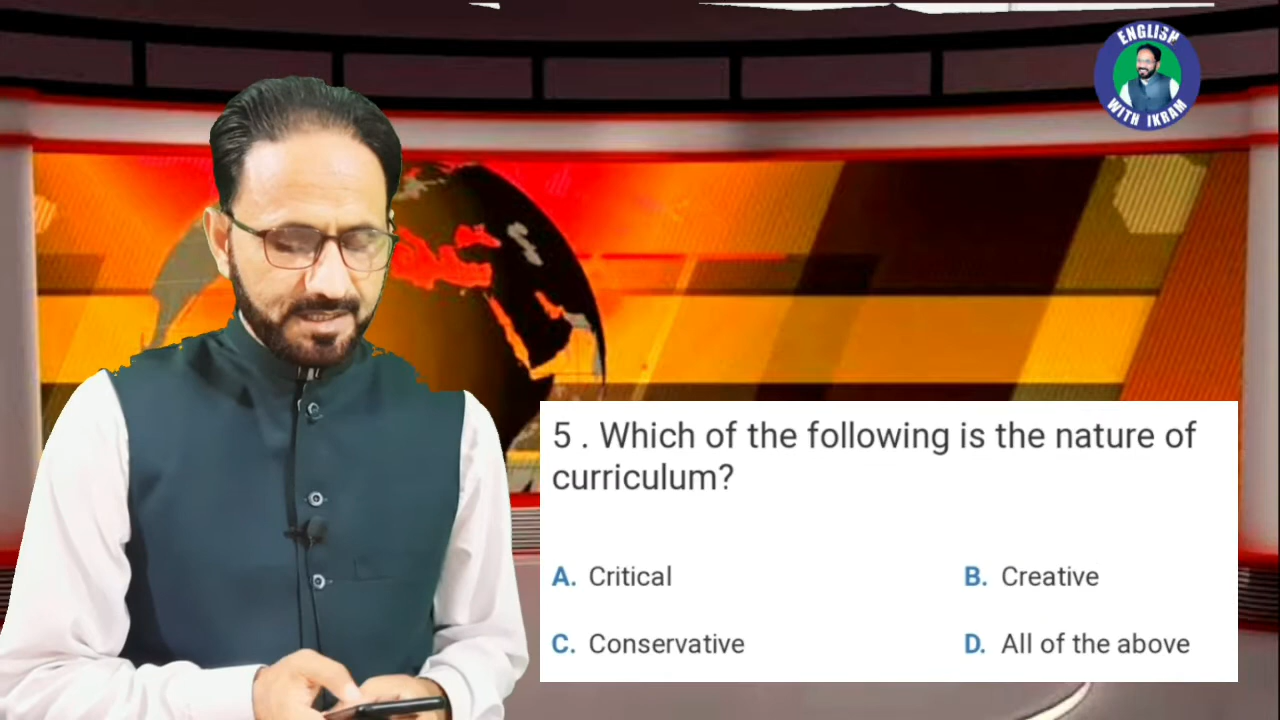 ENGLISH
WITH IKRAM
5 . Which of the following is the nature of
curriculum?
A. Critical
B. Creative
C. Conservative
D. All of the above